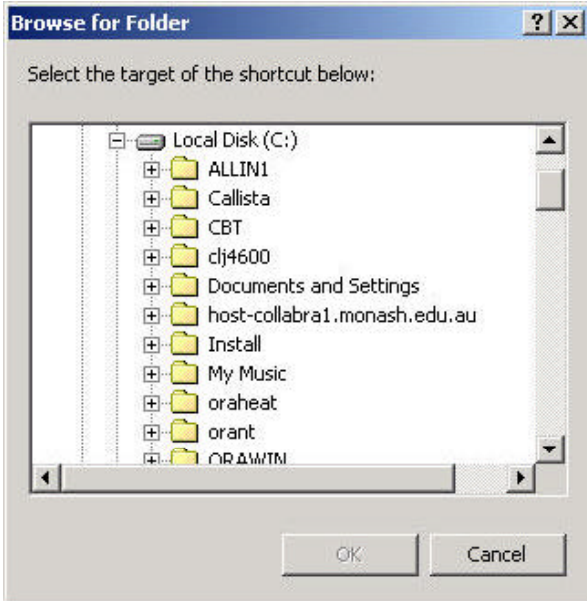 Browse for Folder
Select the target of the shortcut below:
Local Disk (C:)
ALLIN1
Callista
CBT
clj4600
Documents and Settings
host-collabra1.monash.edu.au
Install
My Music
oraheat
orant
ORAWIN
OK
Cancel